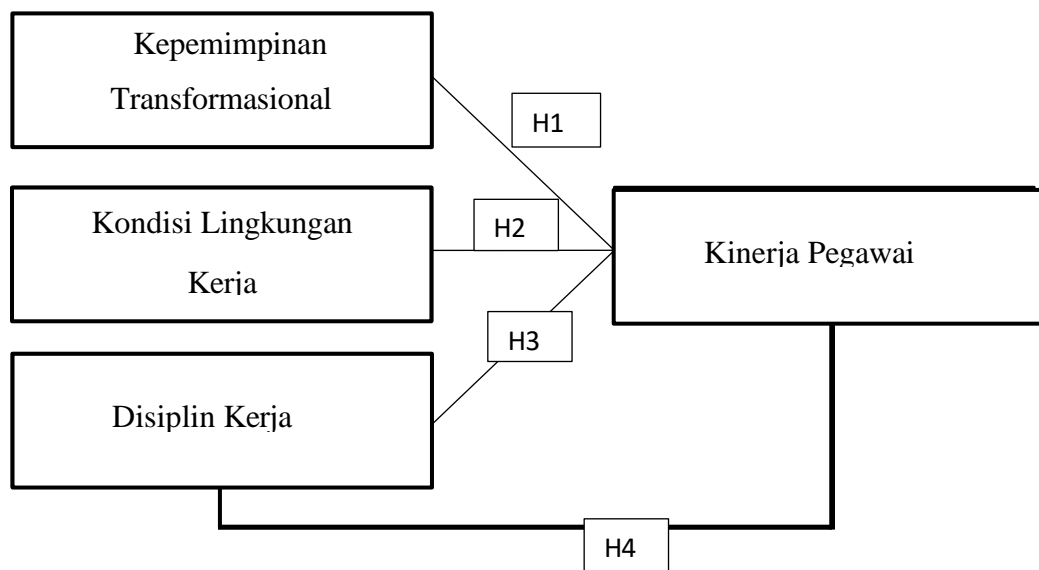 Kepemimpinan
Transformasional
H1
Kondisi Lingkungan
Kerja
H2
Kinerja Pegawai
H3
Disiplin Kerja
H4